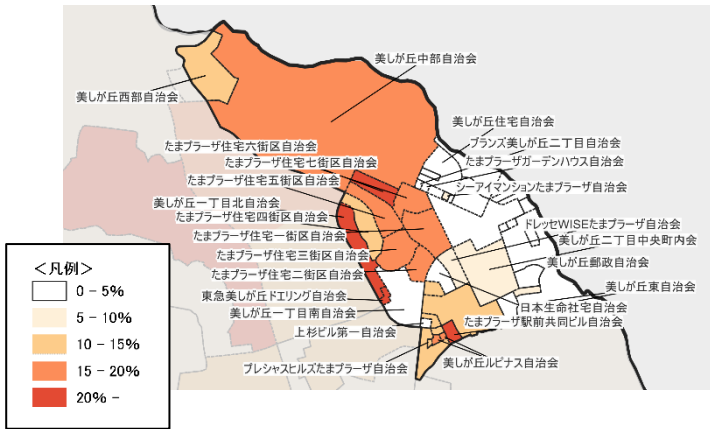 美しが丘中部自治会
美しが丘西部自治会
美しが丘住宅自治会
ブランズ美しが丘二丁目自治会
たまプラーザ住宅六街区自治会
たまプラーザガーデンハウス自治会
たまプラーザ住宅七街区自治会
たまプラーザ住宅五街区自治会
シーアイマンションたまプラーザ自治会
美しが丘一丁目北自治会
たまプラーザ住宅四街区自治会
ドレッセWISEたまプラーザ自治会
たまプラーザ住宅一街区自治会
美しが丘二丁目中央町内会
たまプラーザ住宅三街区自治会
美しが丘郵政自治会
たまプラーザ住宅二街区自治会
美しが丘東自治会
東急美しが丘ドエリング自治会
日本生命社宅自治会
美しが丘一丁目南自治会
たまプラーザ駅前共同ビル自治会
上杉ビル第一自治会
美しが丘ルピナス自治会
プレシャスヒルズたまプラーザ自治会
＜凡例＞
0 - 5%
5 - 10%
10 - 15%
15 - 20%
20% -